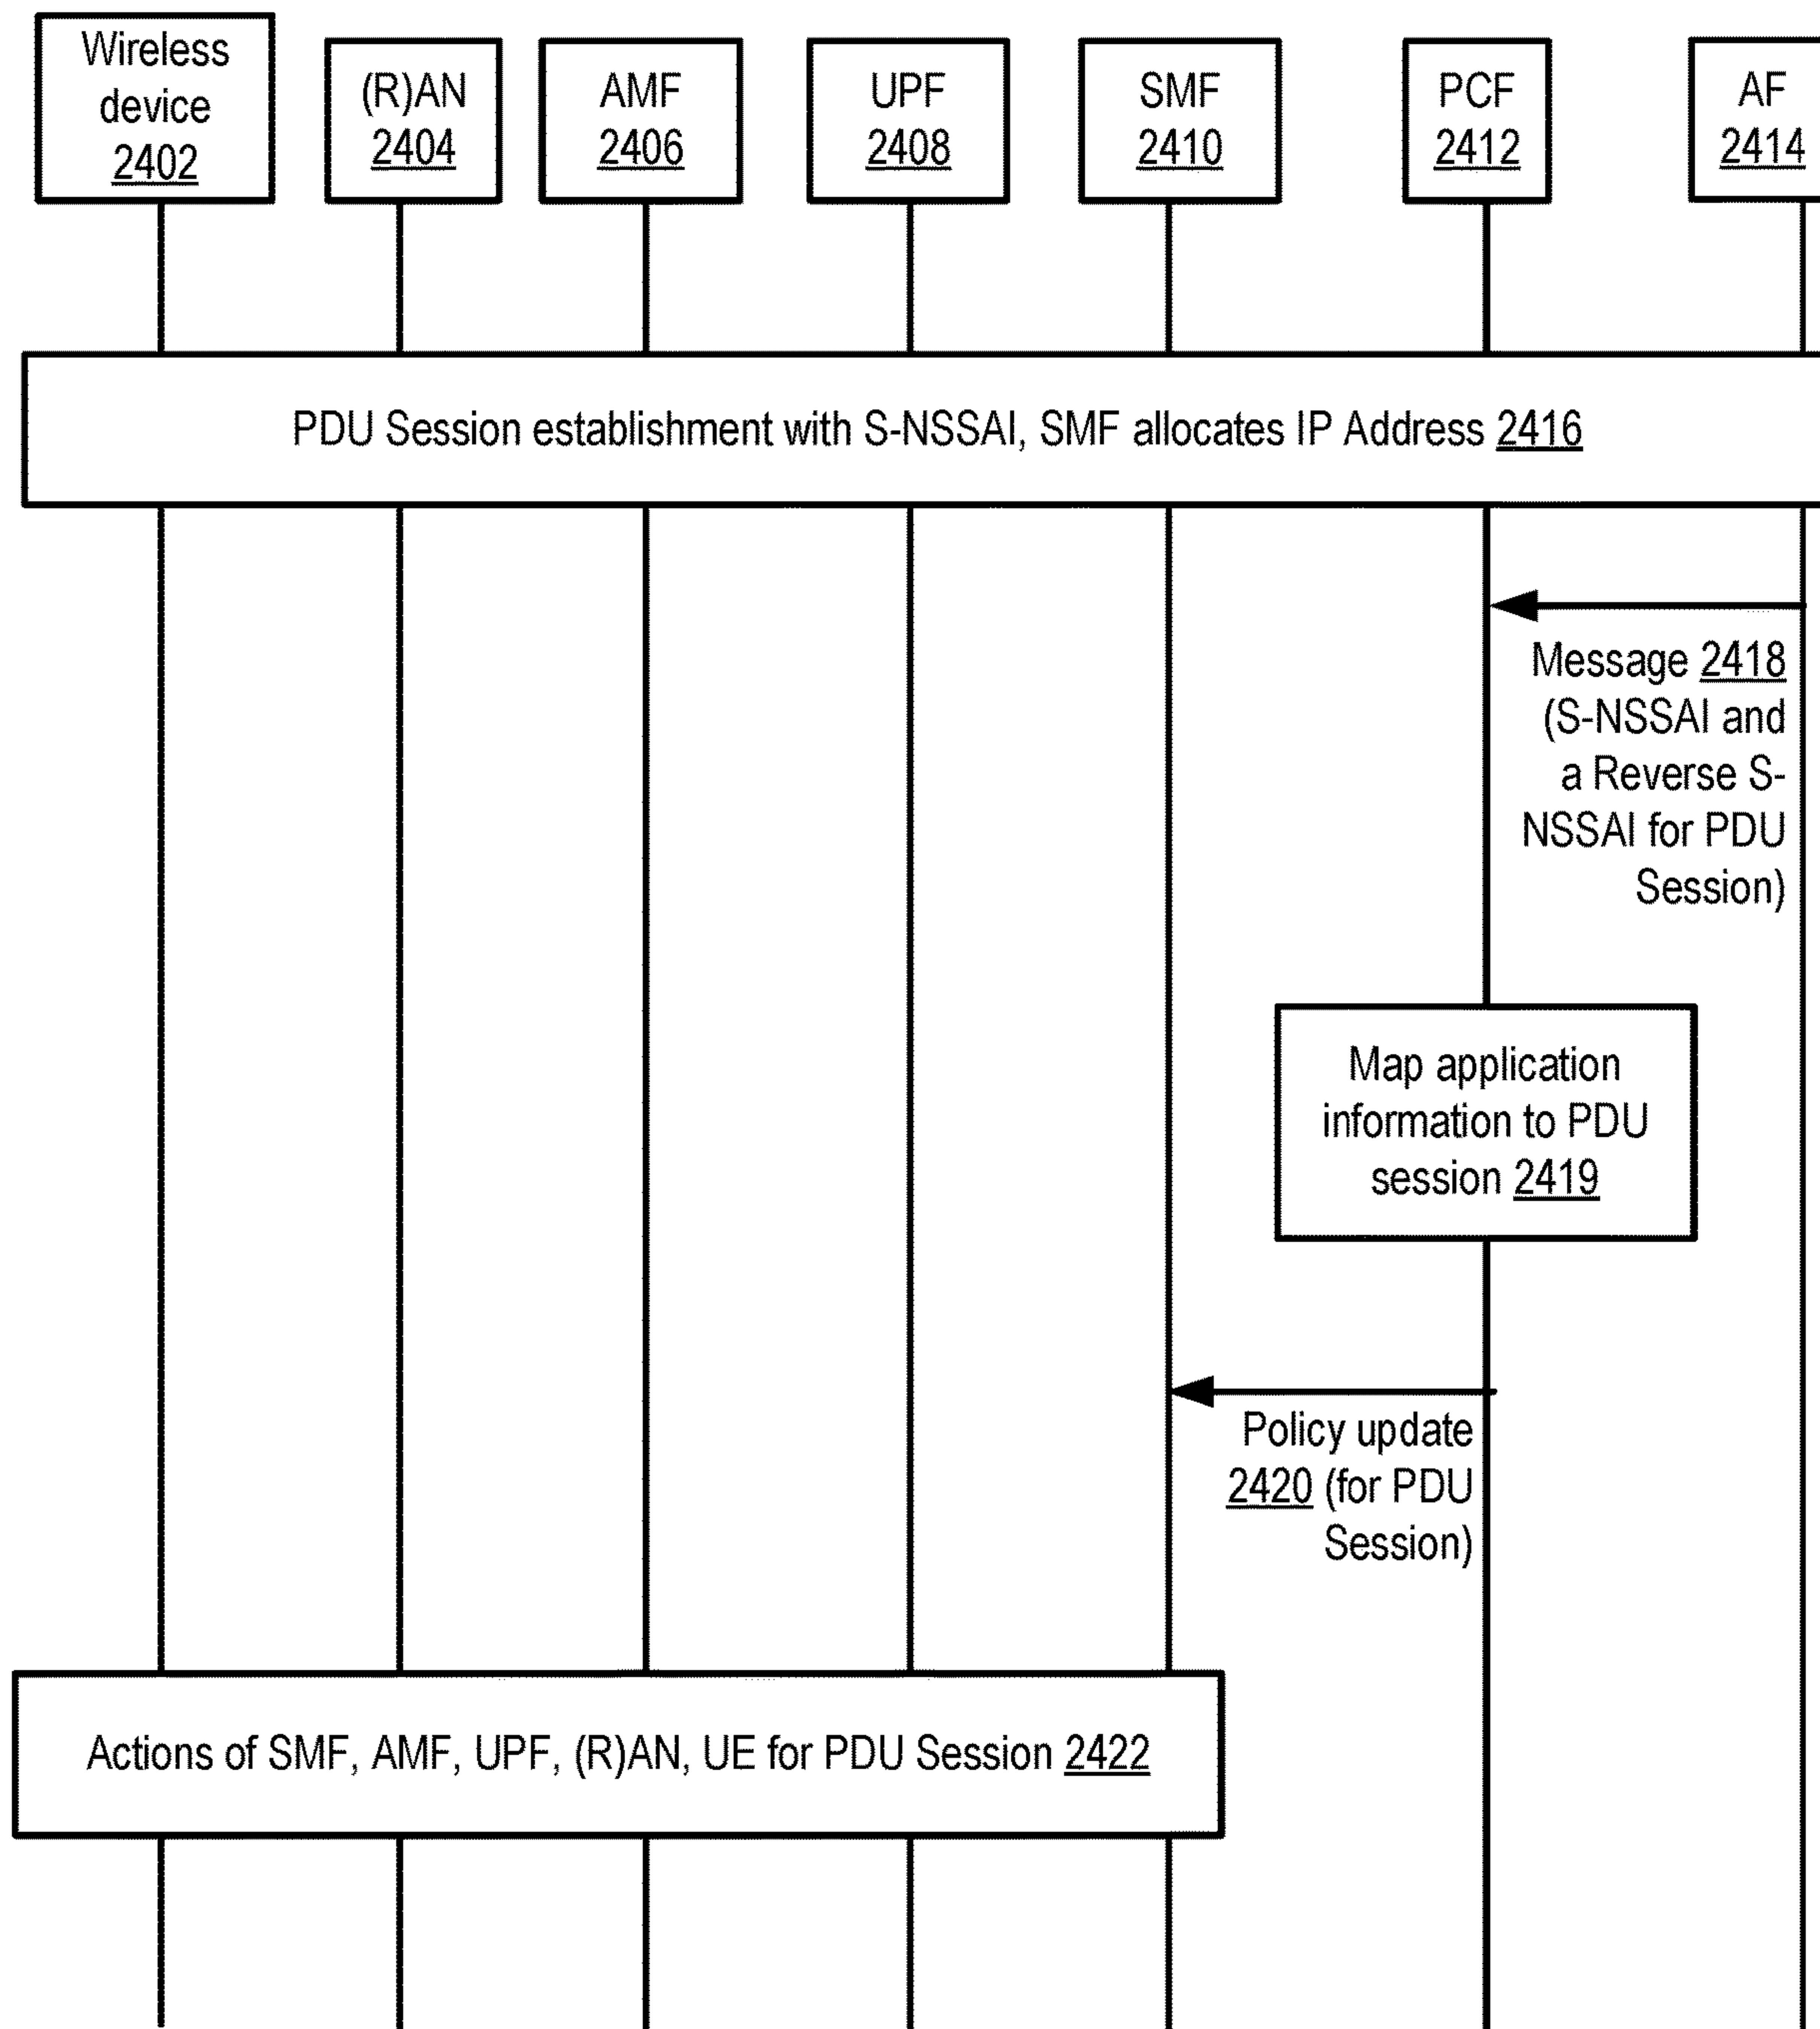 Wireless
device
2402
(R)AN
2404
AMF
2406
UPF
2408
SMF
2410
PCF
2412
AF
2414
PDU Session establishment with S-NSSAI, SMF allocates IP Address 2416
Message 2418
(S-NSSAI and
a Reverse S-
NSSAI for PDU
Session)
Map application
information to PDU
session 2419
Policy update
2420 (for PDU
Session)
Actions of SMF, AMF, UPF, (R)AN, UE for PDU Session 2422